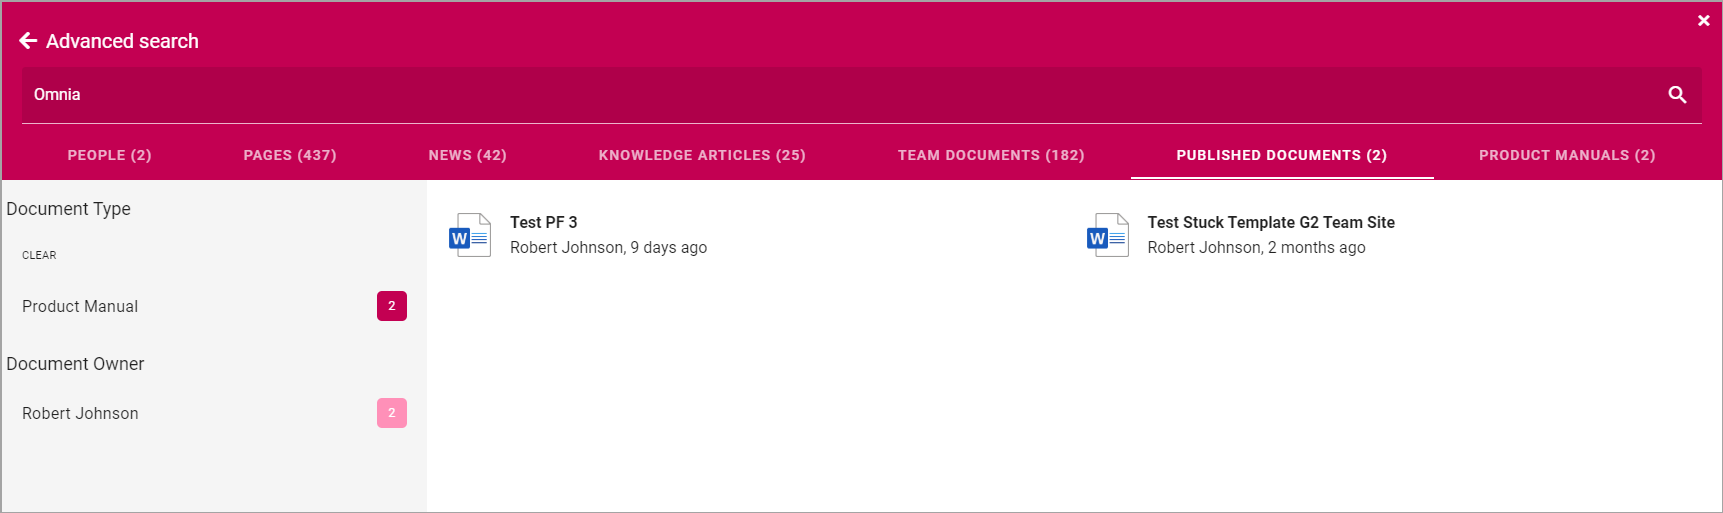 Advanced search
Omnia
PEOPLE (2) PAGES (437) NEWS (42) KNOWLEDGE ARTICLES (25) TEAM DOCUMENTS (182) PUBLISHED DOCUMENTS (2) PRODUCT MANUALS (2)
Document Type
CLEAR
Product Manual 2
Document Owner
Robert Johnson 2
W
Test PF 3
Robert Johnson, 9 days ago
W
Test Stuck Template G2 Team Site
Robert Johnson, 2 months ago